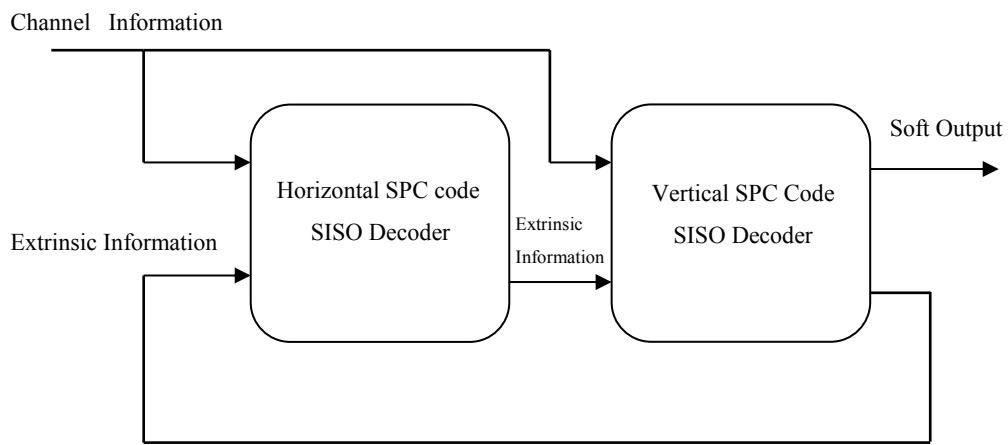 Channel Information
Soft Output
Horizontal SPC code
SISO Decoder
Vertical SPC Code
SISO Decoder
Extrinsic
Information
Extrinsic Information